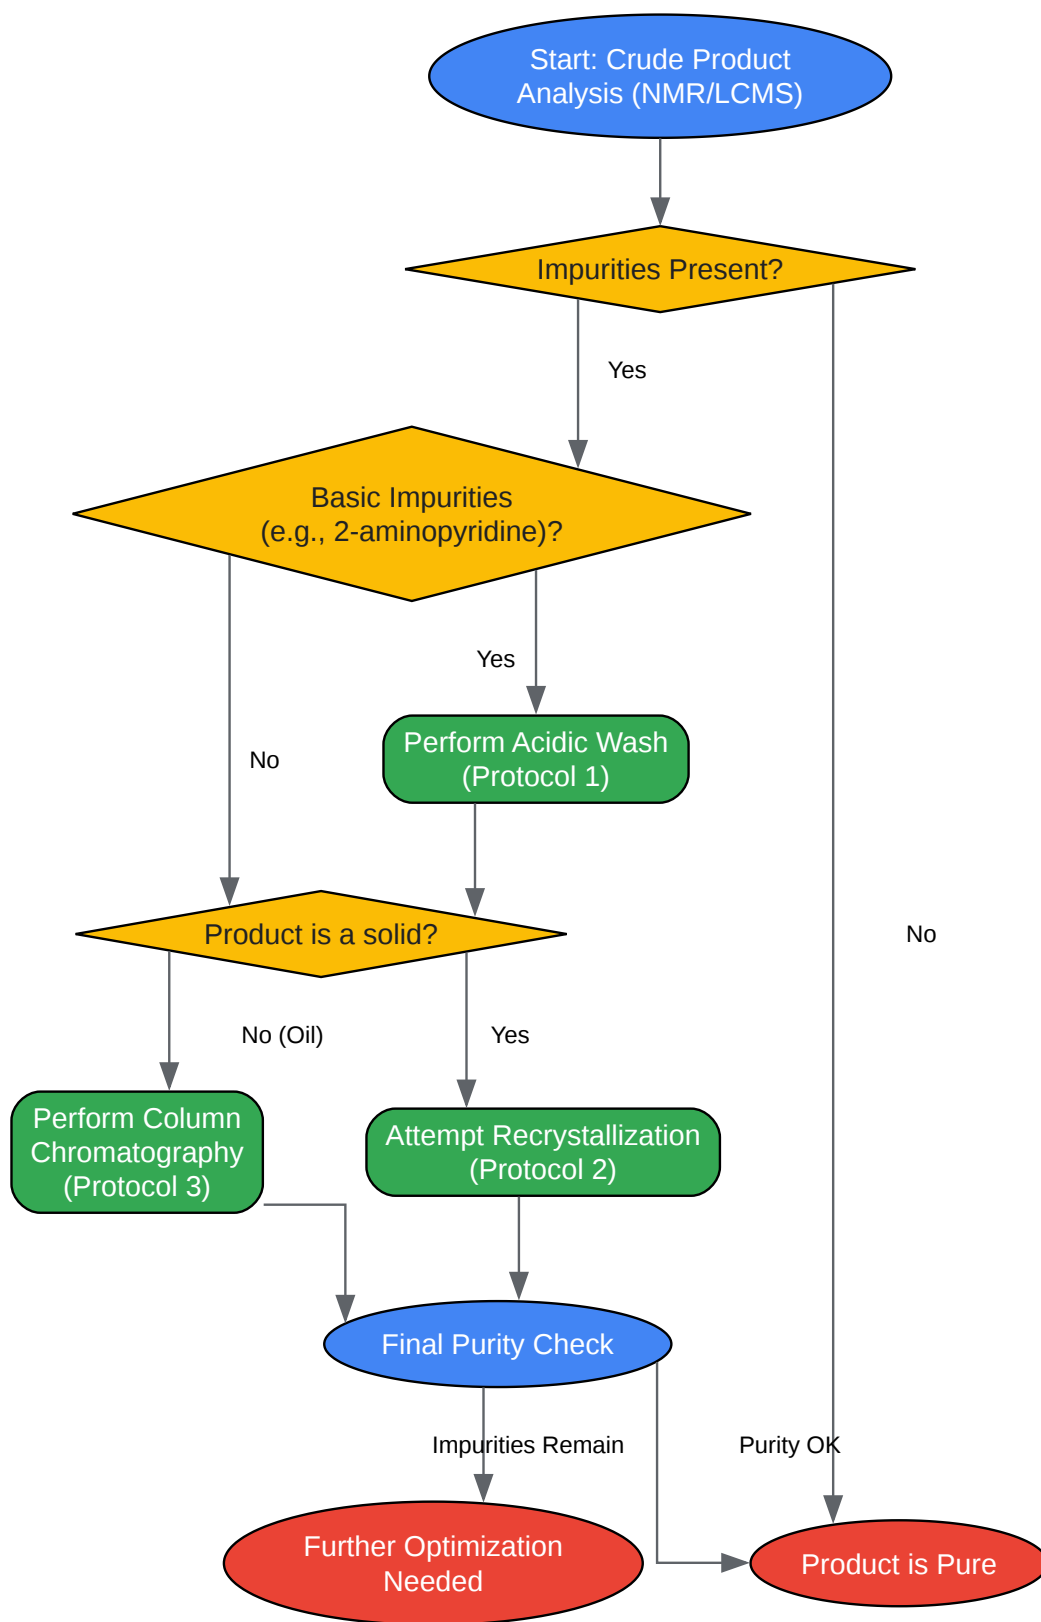 Start: Crude Product
Analysis (NMR/LCMS)
Impurities Present?
Yes
Basic Impurities
(e.g., 2-aminopyridine)?
Yes
Perform Acidic Wash
(Protocol 1)
No
Product is a solid?
No
No (Oil)
Yes
Perform Column
Chromatography
(Protocol 3)
Attempt Recrystallization
(Protocol 2)
Final Purity Check
Impurities Remain
Purity OK
Further Optimization
Needed
Product is Pure